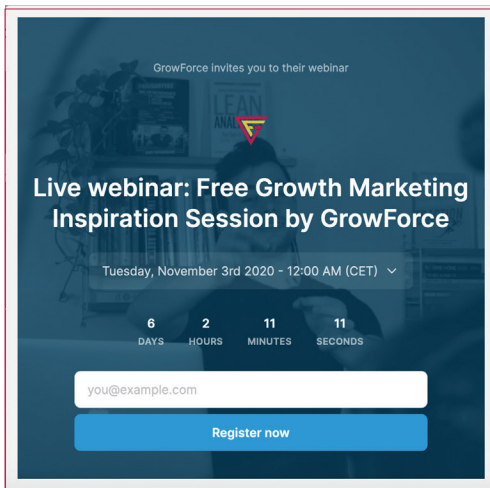 GrowForce invites you to their webinar
LEAN
Live webinar: Free Growth Marketing
Inspiration Session by GrowForce
Tuesday, November 3rd 2020 - 12:00 AM (CET)
6 2 11 11
DAYS HOURS MINUTES SECONDS
you@example.com
Register now